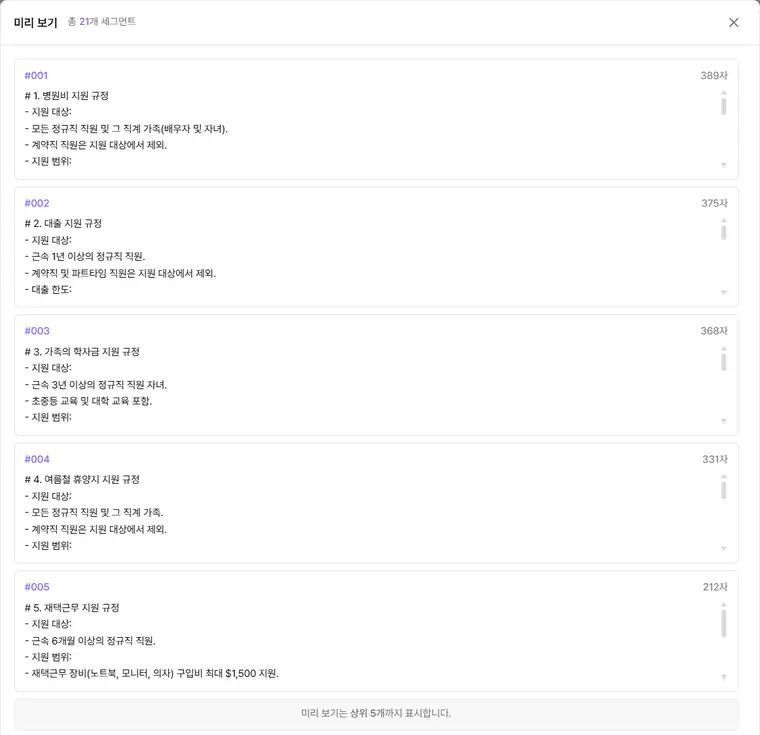 미리 보기 총 21개 세그먼트
#001 389자
# 1. 병원비 지원 규정
- 지원 대상:
- 모든 정규직 직원 및 그 직계 가족(배우자 및 자녀).
- 계약직 직원은 지원 대상에서 제외.
- 지원 범위:
#002 375자
# 2. 대출 지원 규정
- 지원 대상:
- 근속 1년 이상의 정규직 직원.
- 계약직 및 파트타임 직원은 지원 대상에서 제외.
- 대출 한도:
#003 368자
# 3. 가족의 학자금 지원 규정
- 지원 대상:
- 근속 3년 이상의 정규직 직원 자녀.
- 초중등 교육 및 대학 교육 포함.
- 지원 범위:
#004 331자
# 4. 여름철 휴양지 지원 규정
- 지원 대상:
- 모든 정규직 직원 및 그 직계 가족.
- 계약직 직원은 지원 대상에서 제외.
- 지원 범위:
#005 212자
# 5. 재택근무 지원 규정
- 지원 대상:
- 근속 6개월 이상의 정규직 직원.
- 지원 범위:
- 재택근무 장비(노트북, 모니터, 의자) 구입비 최대 $1,500 지원.
미리 보기는 상위 5개까지 표시합니다.